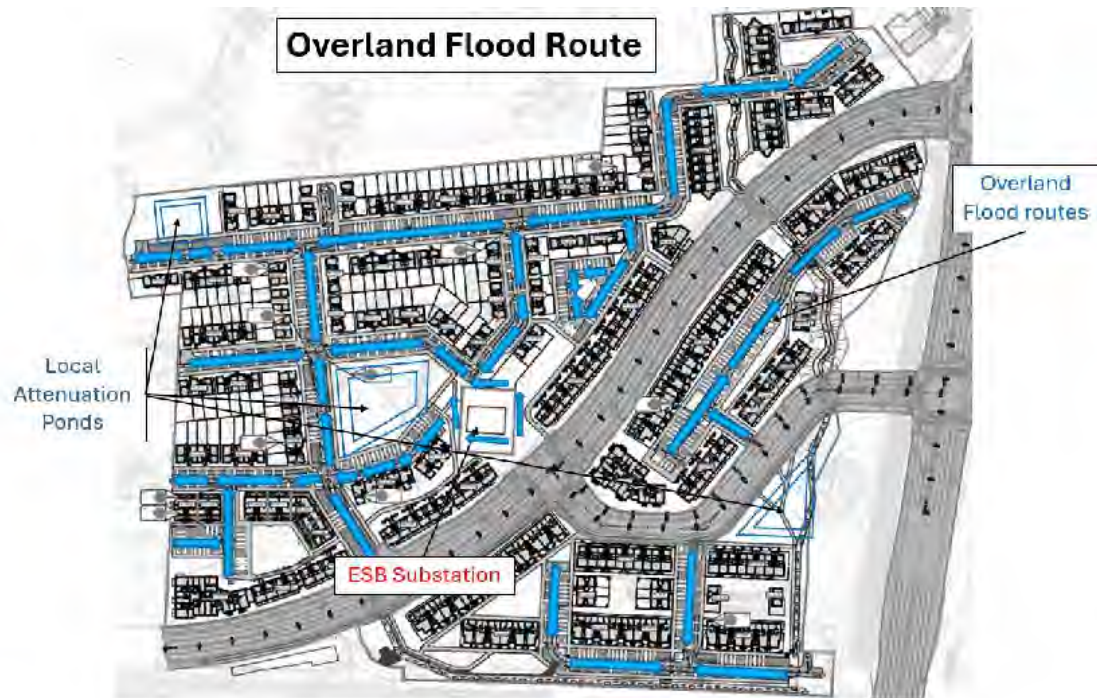 Overland Flood Route
Overland
Flood routes
Local
Attenuation
Ponds
ESB Substation